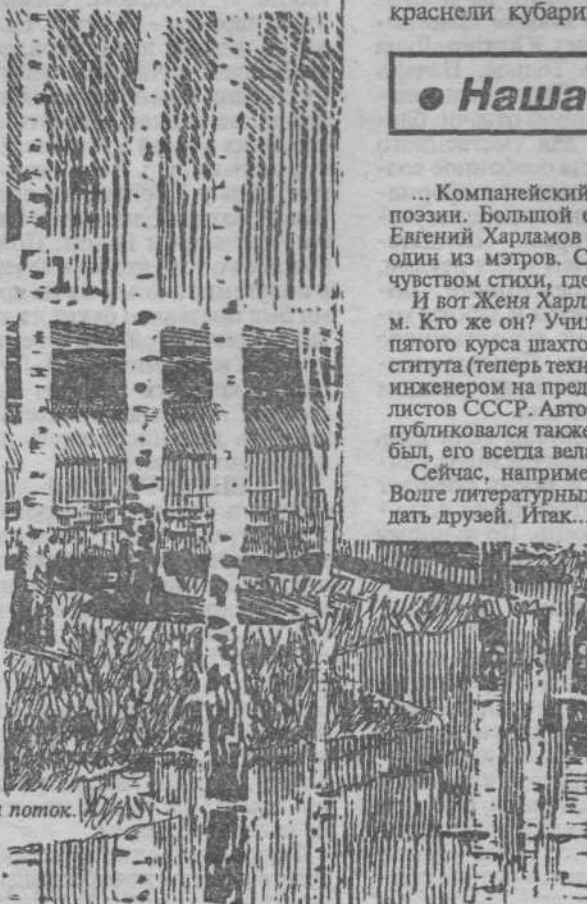 краснели кубари
• Наша
... Компанейский
поэзии. Большой
Евгений Харламов
один из мэтров. С
чувством стихи, где
И вот Женя Харл
м. Кто же он? Учи
пятого курса шахто
ститута (теперь техн
инженером на пред
листов СССР. Авто
публиковался также
был, его всегда вела
Сейчас, наприме
Волге литературны
дать друзей. Итак...
поток.